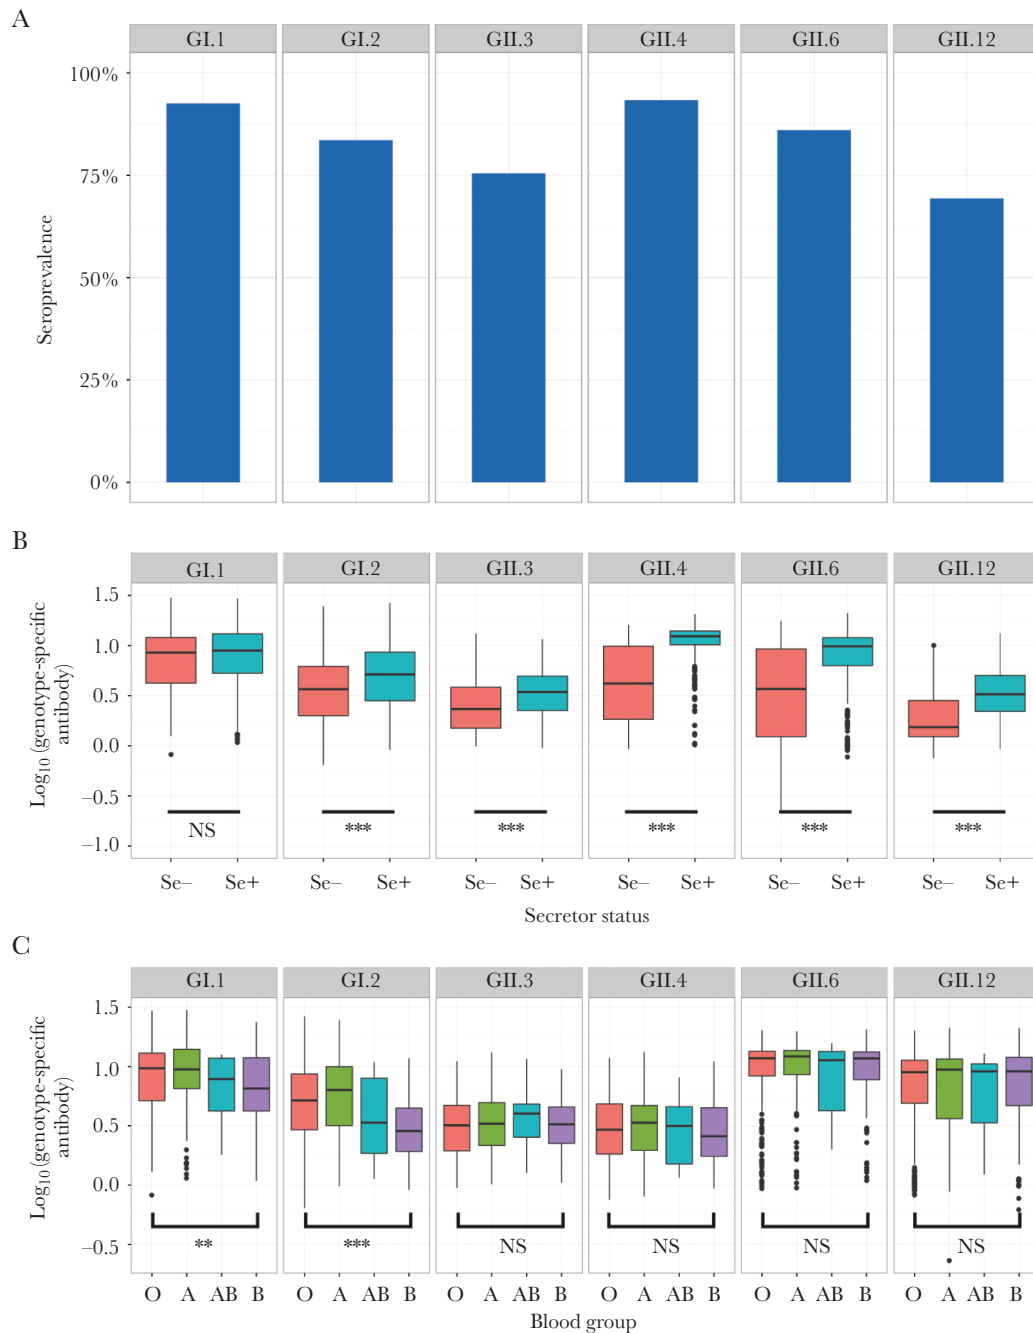 A
GI.1 GI.2 GII.3 GII.4 GII.6 GII.12
100%
75%
50%
25%
0%
Seroprevalence
B
GI.1 GI.2 GII.3 GII.4 GII.6 GII.12
1.5
1.0
0.5
0.0
−0.5
−1.0
Log₁₀ (genotype-specific
antibody)
NS *** *** *** *** ***
Se− Se+ Se− Se+ Se− Se+ Se− Se+ Se− Se+ Se− Se+
Secretor status
C
GI.1 GI.2 GII.3 GII.4 GII.6 GII.12
1.5
1.0
0.5
0.0
−0.5
Log₁₀ (genotype-specific
antibody)
** *** NS NS NS NS
O A AB B O A AB B O A AB B O A AB B O A AB B O A AB B
Blood group